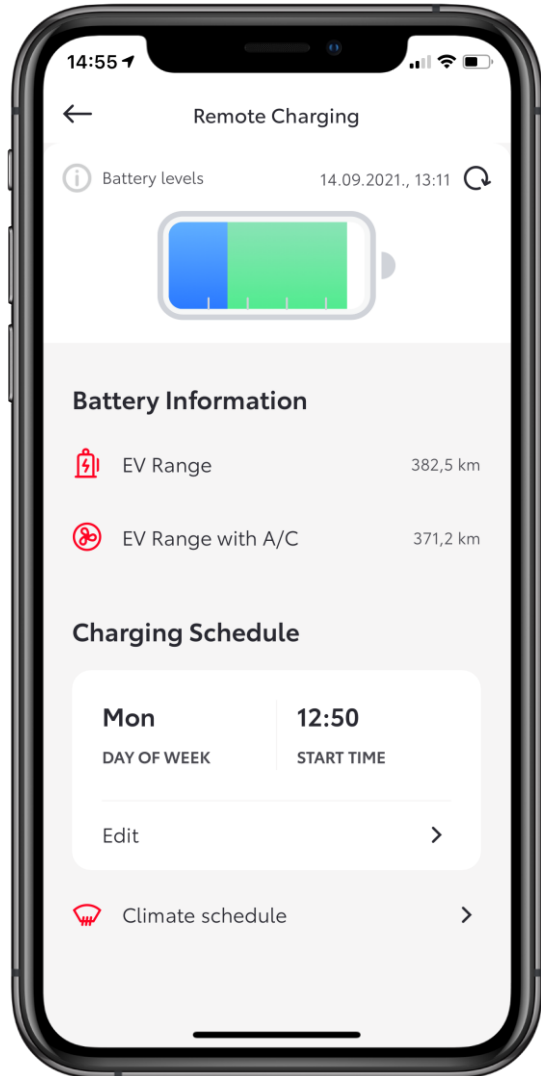 14:55
Remote Charging
Battery levels 14.09.2021., 13:11
Battery Information
EV Range 382,5 km
EV Range with A/C 371,2 km
Charging Schedule
Mon 12:50
DAY OF WEEK START TIME
Edit
Climate schedule